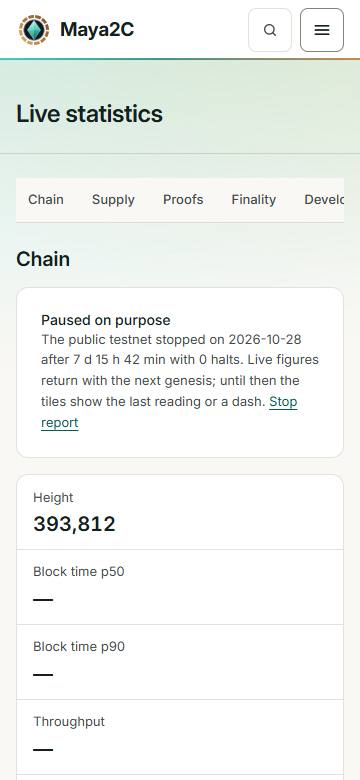 Maya2C
Live statistics
Chain Supply Proofs Finality Develo
Chain
Paused on purpose
The public testnet stopped on 2026-10-28
after 7 d 15 h 42 min with 0 halts. Live figures
return with the next genesis; until then the
tiles show the last reading or a dash. Stop
report
Height
393,812
Block time p50
—
Block time p90
—
Throughput
—